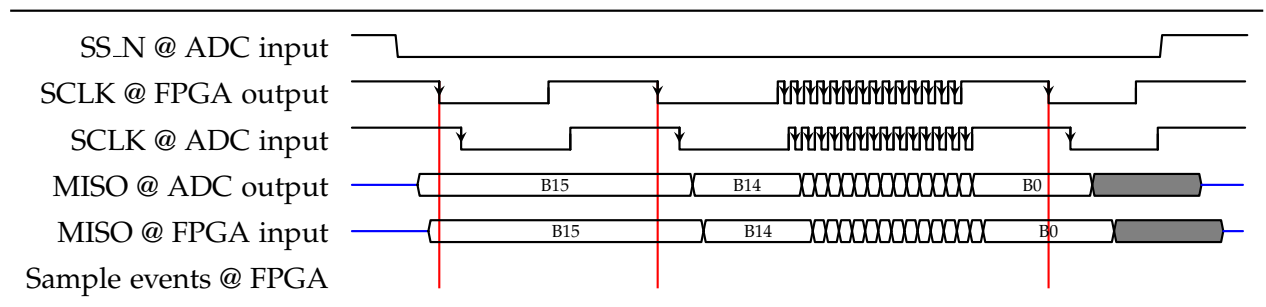 SS_N @ ADC input
SCLK @ FPGA output
SCLK @ ADC input
MISO @ ADC output B15 B14 B0
MISO @ FPGA input B15 B14 B0
Sample events @ FPGA